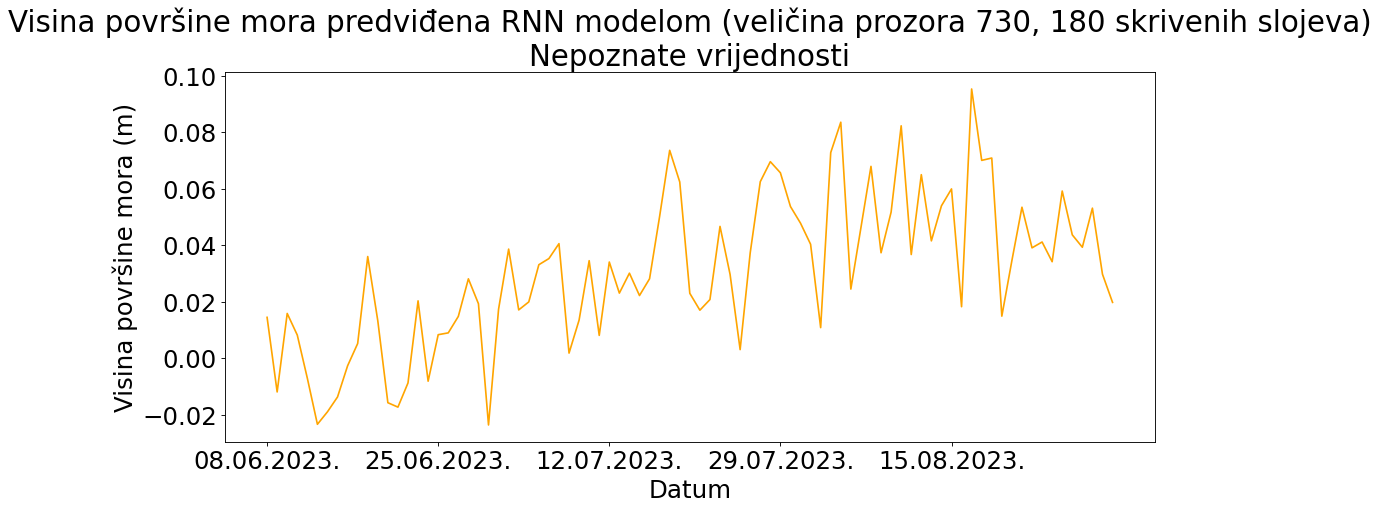 Visina površine mora predviđena RNN modelom (veličina prozora 730, 180 skrivenih slojeva)
Nepoznate vrijednosti
Visina površine mora (m)
0.10
0.08
0.06
0.04
0.02
0.00
−0.02
08.06.2023. 25.06.2023. 12.07.2023. 29.07.2023. 15.08.2023.
Datum